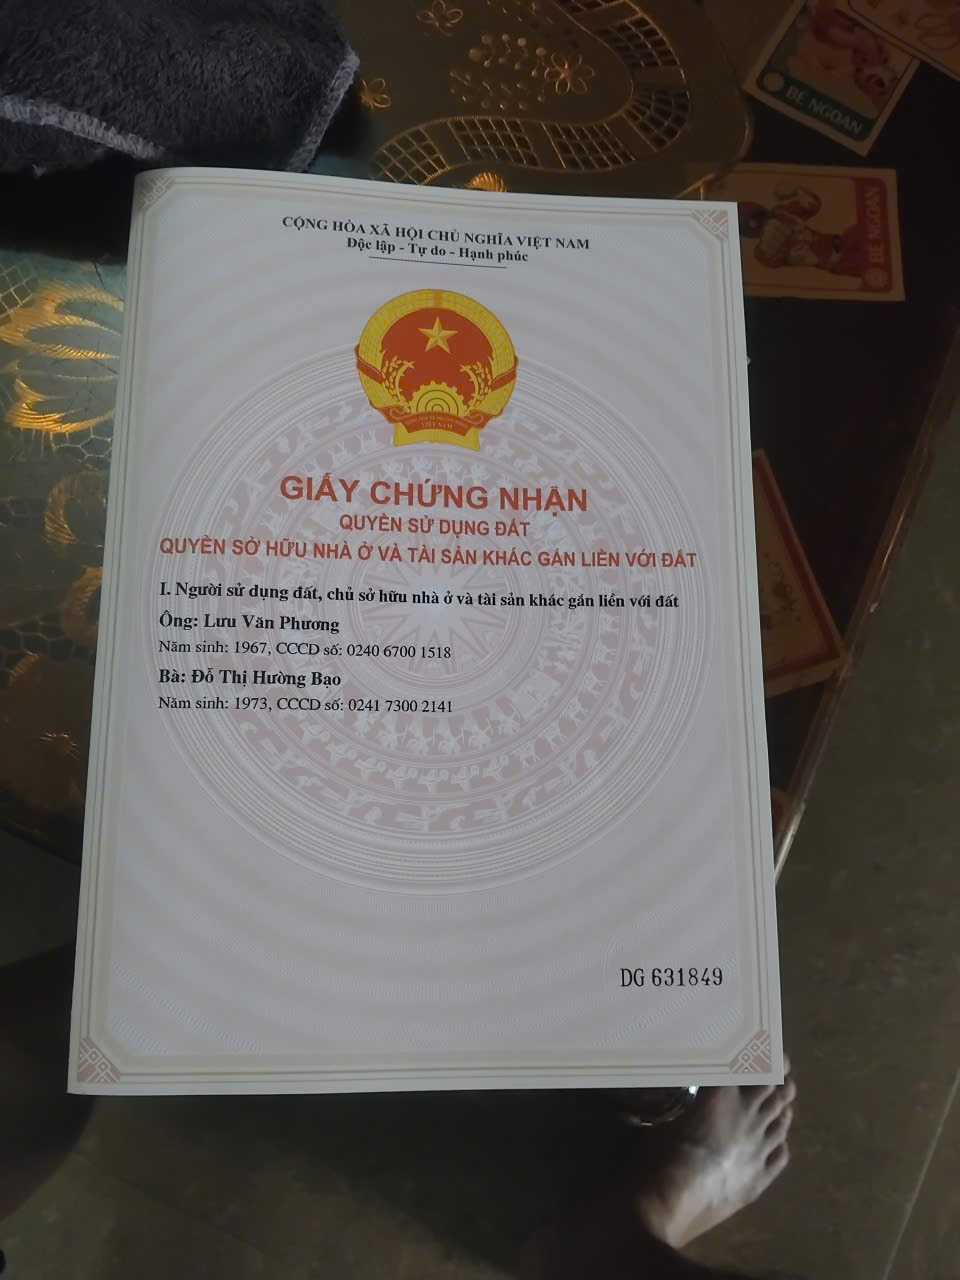 CỘNG HÒA XÃ HỘI CHỦ NGHĨA VIỆT NAM
Độc lập - Tự do - Hạnh phúc
VIỆT NAM
GIẤY CHỨNG NHẬN
QUYỀN SỬ DỤNG ĐẤT
QUYỀN SỞ HỮU NHÀ Ở VÀ TÀI SẢN KHÁC GẮN LIỀN VỚI ĐẤT
I. Người sử dụng đất, chủ sở hữu nhà ở và tài sản khác gắn liền với đất
Ông: Lưu Văn Phương
Năm sinh: 1967, CCCD số: 0240 6700 1518
Bà: Đỗ Thị Hường Bạo
Năm sinh: 1973, CCCD số: 0241 7300 2141
DG 631849
BÉ NGOAN
BÉ NGOAN